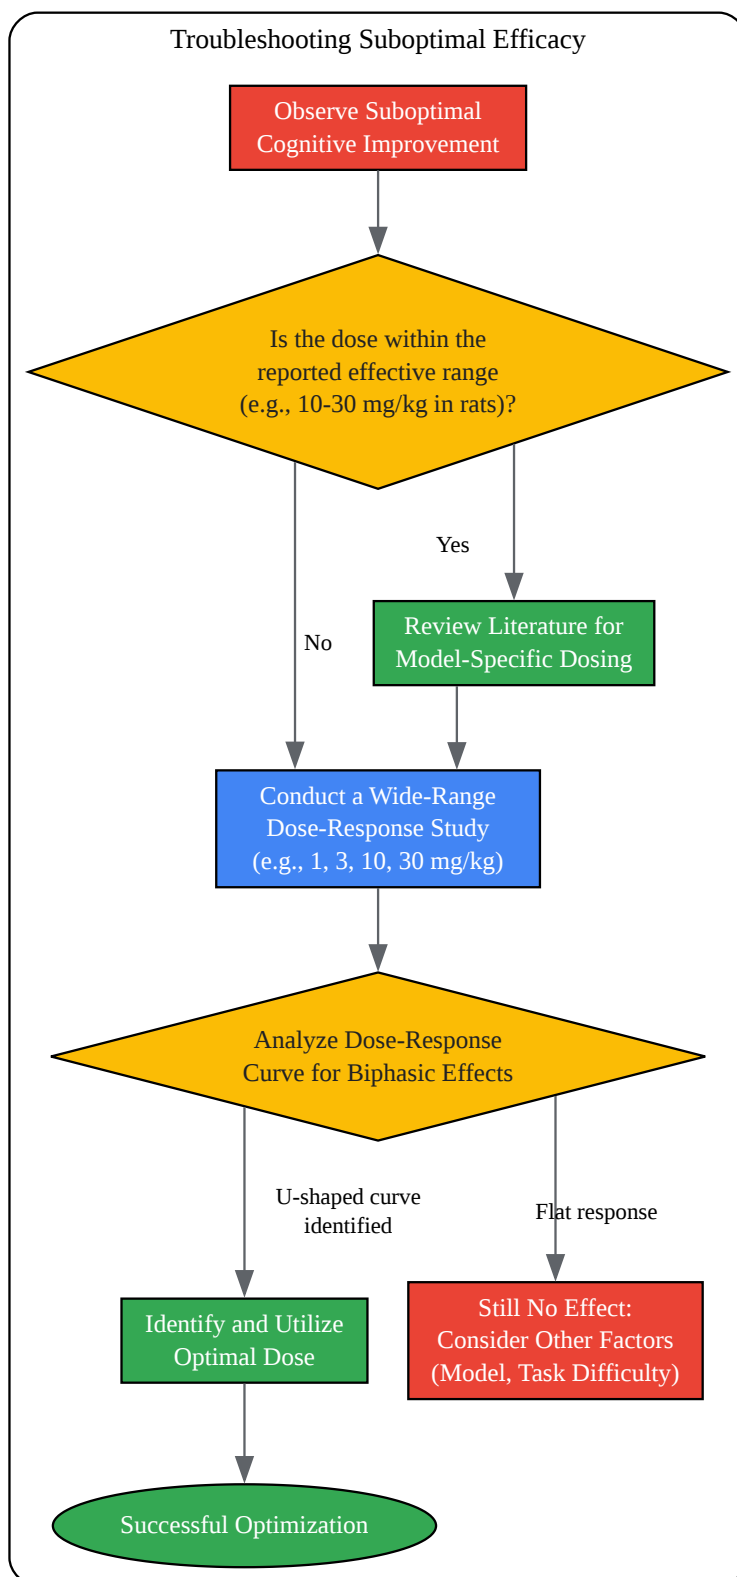 Troubleshooting Suboptimal Efficacy
Observe Suboptimal
Cognitive Improvement
Is the dose within the
reported effective range
(e.g., 10-30 mg/kg in rats)?
Yes
Review Literature for
Model-Specific Dosing
No
Conduct a Wide-Range
Dose-Response Study
(e.g., 1, 3, 10, 30 mg/kg)
Analyze Dose-Response
Curve for Biphasic Effects
U-shaped curve
identified
Flat response
Identify and Utilize
Optimal Dose
Still No Effect:
Consider Other Factors
(Model, Task Difficulty)
Successful Optimization